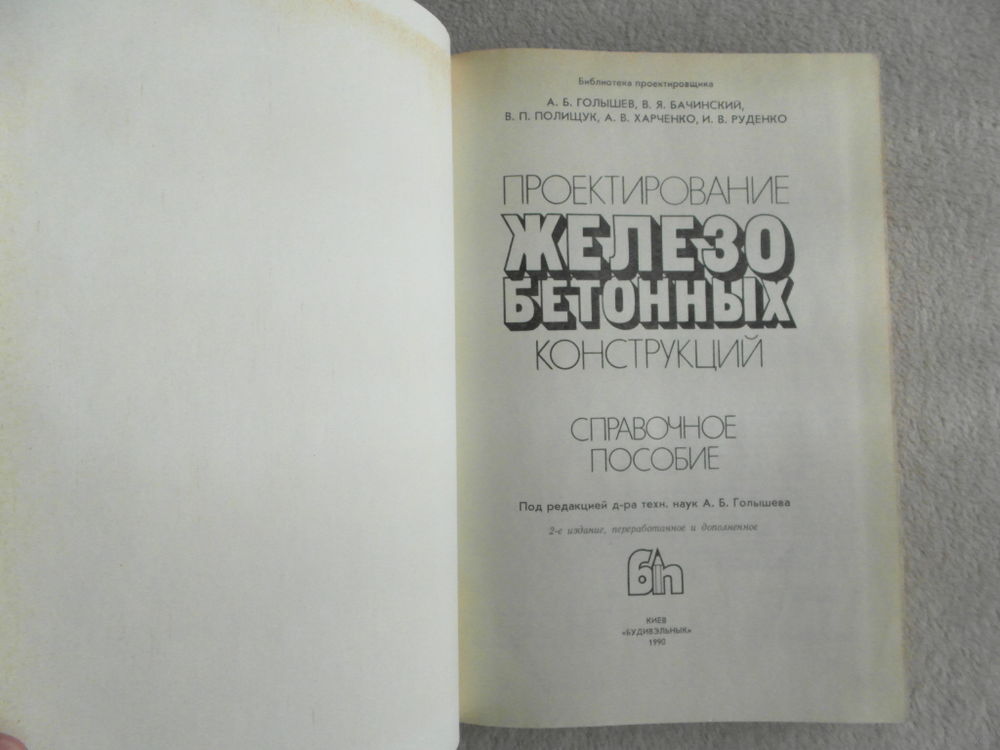 Библиотека проектировщика
А. Б. ГОЛЫШЕВ, В. Я. БАЧИНСКИЙ,
В. П. ПОЛИЩУК, А. В. ХАРЧЕНКО, И. В. РУДЕНКО
ПРОЕКТИРОВАНИЕ
ЖЕЛЕЗО
БЕТОННЫХ
КОНСТРУКЦИЙ
СПРАВОЧНОЕ
ПОСОБИЕ
Под редакцией д-ра техн. наук А. Б. Голышева
2-е издание, переработанное и дополненное
бп
КИЕВ
«БУДИВЭЛЬНЫК»
1990